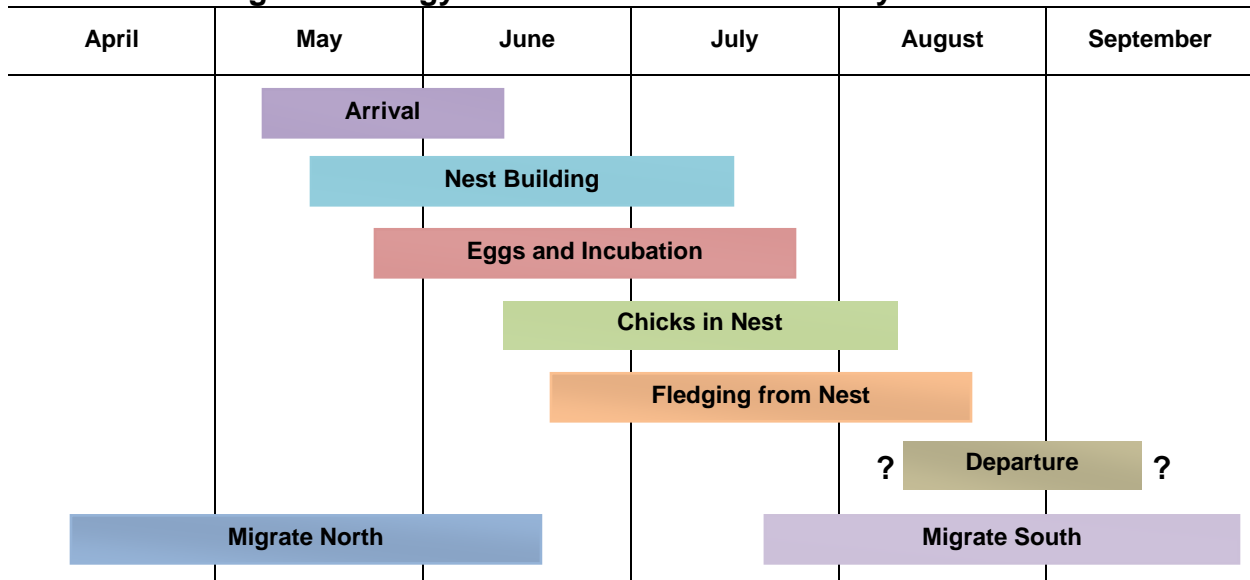 April May June July August September
Arrival
Nest Building
Eggs and Incubation
Chicks in Nest
Fledging from Nest
? Departure ?
Migrate North Migrate South